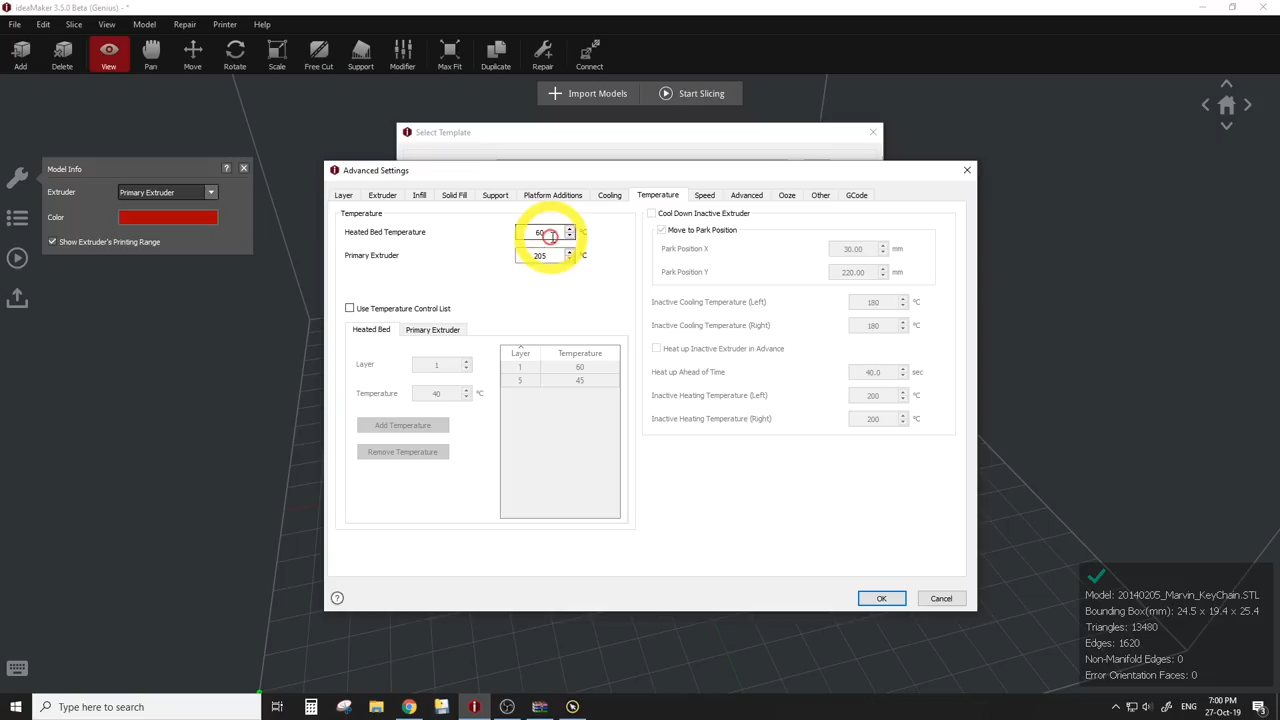 ideaMaker 3.5.0 Beta (Genius) - *
File Edit Slice View Model Repair Printer Help
Add Delete View Pan Move Rotate Scale Free Cut Support Modifier Max Fit Duplicate Repair Connect
Import Models Start Slicing
Select Template
Model Info ?
Extruder Primary Extruder
Color
Show Extruder's Printing Range
Advanced Settings
Layer Extruder Infill Solid Fill Support Platform Additions Cooling Temperature Speed Advanced Ooze Other GCode
Temperature
Heated Bed Temperature 60 °C
Primary Extruder 205 °C
Use Temperature Control List
Heated Bed Primary Extruder
Layer 1
Temperature 40 °C
Add Temperature
Remove Temperature
Layer Temperature
1 60
5 45
Cool Down Inactive Extruder
Move to Park Position
Park Position X 30.00 mm
Park Position Y 220.00 mm
Inactive Cooling Temperature (Left) 180 °C
Inactive Cooling Temperature (Right) 180 °C
Heat up Inactive Extruder in Advance
Heat up Ahead of Time 40.0 sec
Inactive Heating Temperature (Left) 200 °C
Inactive Heating Temperature (Right) 200 °C
? OK Cancel
Model: 20140205_Marvin_KeyChain.STL
Bounding Box(mm): 24.5 x 19.4 x 25.4
Triangles: 13480
Edges: 1620
Non-Manifold Edges: 0
Error Orientation Faces: 0
Type here to search
ENG
7:00 PM
27-Oct-19
3